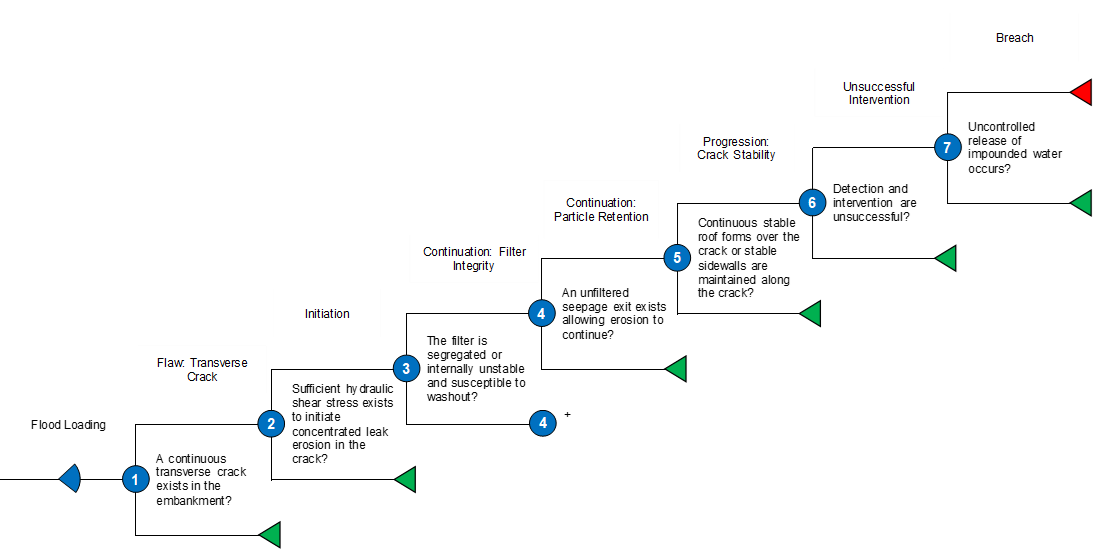 Breach
Unsuccessful
Intervention
Uncontrolled
release of
impounded water
occurs?
7
Progression:
Crack Stability
Detection and
intervention are
unsuccessful?
6
Continuation:
Particle Retention
Continuous stable
roof forms over the
crack or stable
sidewalls are
maintained along
the crack?
5
Continuation: Filter
Integrity
An unfiltered
seepage exit exists
allowing erosion to
continue?
4
Initiation
The filter is
segregated or
internally unstable
and susceptible to
washout?
3
4 +
Flaw: Transverse
Crack
Sufficient hydraulic
shear stress exists
to initiate
concentrated leak
erosion in the
crack?
2
Flood Loading
A continuous
transverse crack
exists in the
embankment?
1